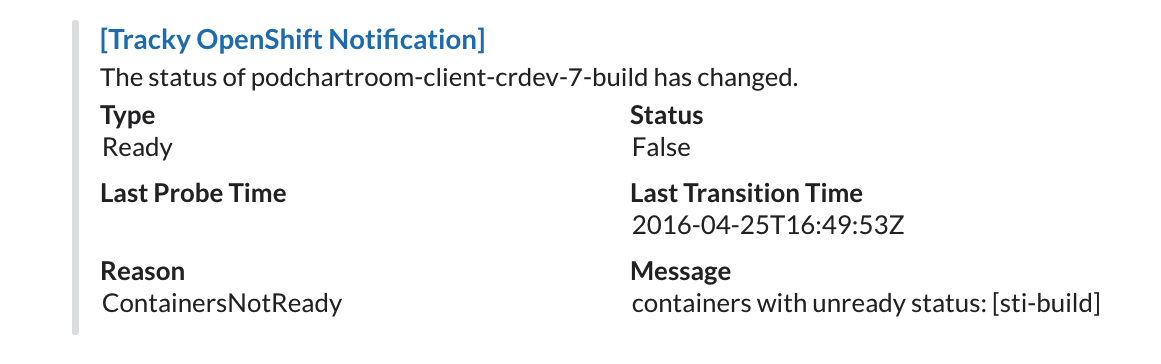 [Tracky OpenShift Notification]
The status of podchartroom-client-crdev-7-build has changed.
Type
Status
Ready
False
Last Probe Time
Last Transition Time
2016-04-25T16:49:53Z
Reason
Message
ContainersNotReady
containers with unready status: [sti-build]